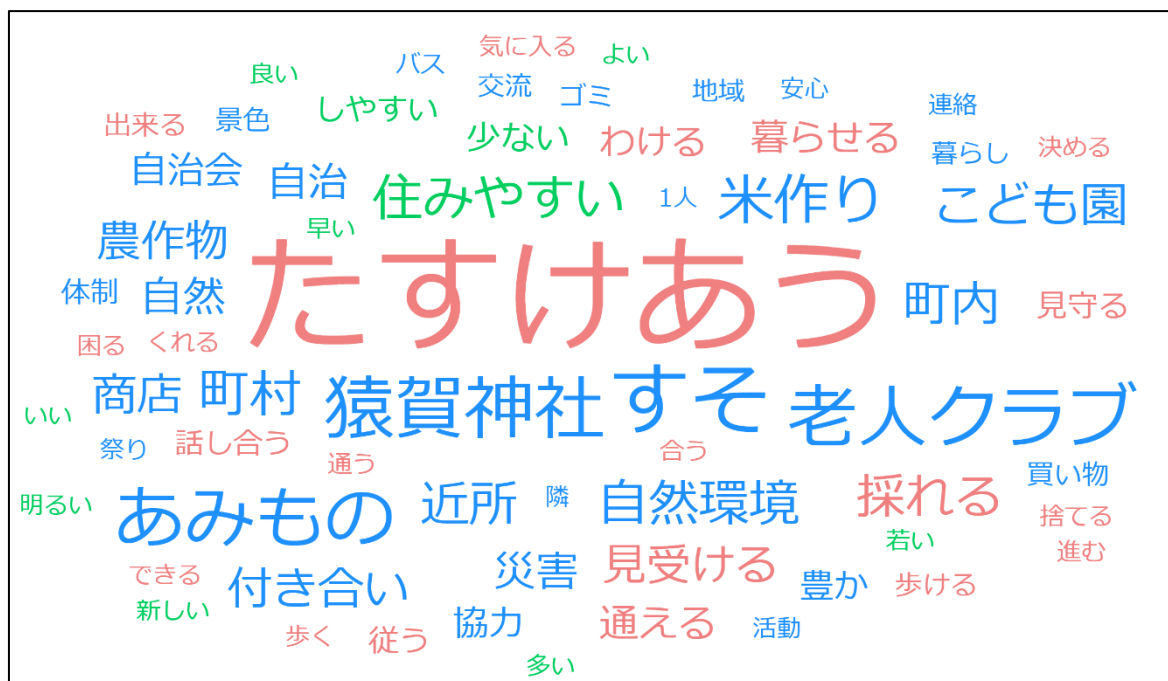 気に入る
よい
バス
良い
交流
ゴミ
地域
安心
しやすい
連絡
出来る
景色
少ない
わける
暮らせる
暮らし
決める
自治会
自治
住みやすい
1人
米作り
こども園
農作物
早い
たすけあう
体制
自然
町内
見守る
困る
くれる
商店
町村
猿賀神社
すそ
老人クラブ
いい
祭り
話し合う
通う
合う
買い物
明るい
あみもの
近所
隣
自然環境
採れる
捨てる
若い
進む
できる
付き合い
災害
見受ける
豊か
歩ける
新しい
歩く
従う
協力
通える
活動
多い